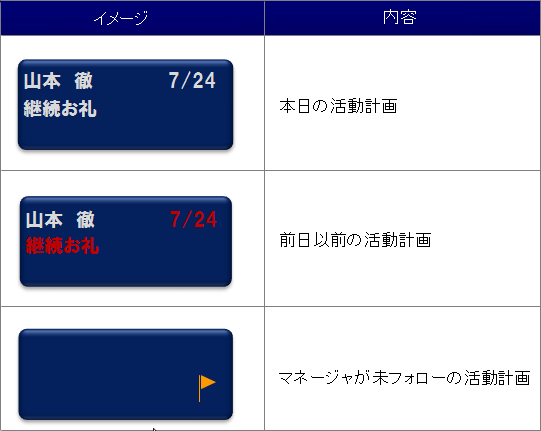 イメージ
内容
山本 徹 7/24
継続お礼
本日の活動計画
山本 徹 7/24
継続お礼
前日以前の活動計画
マネージャが未フォローの活動計画